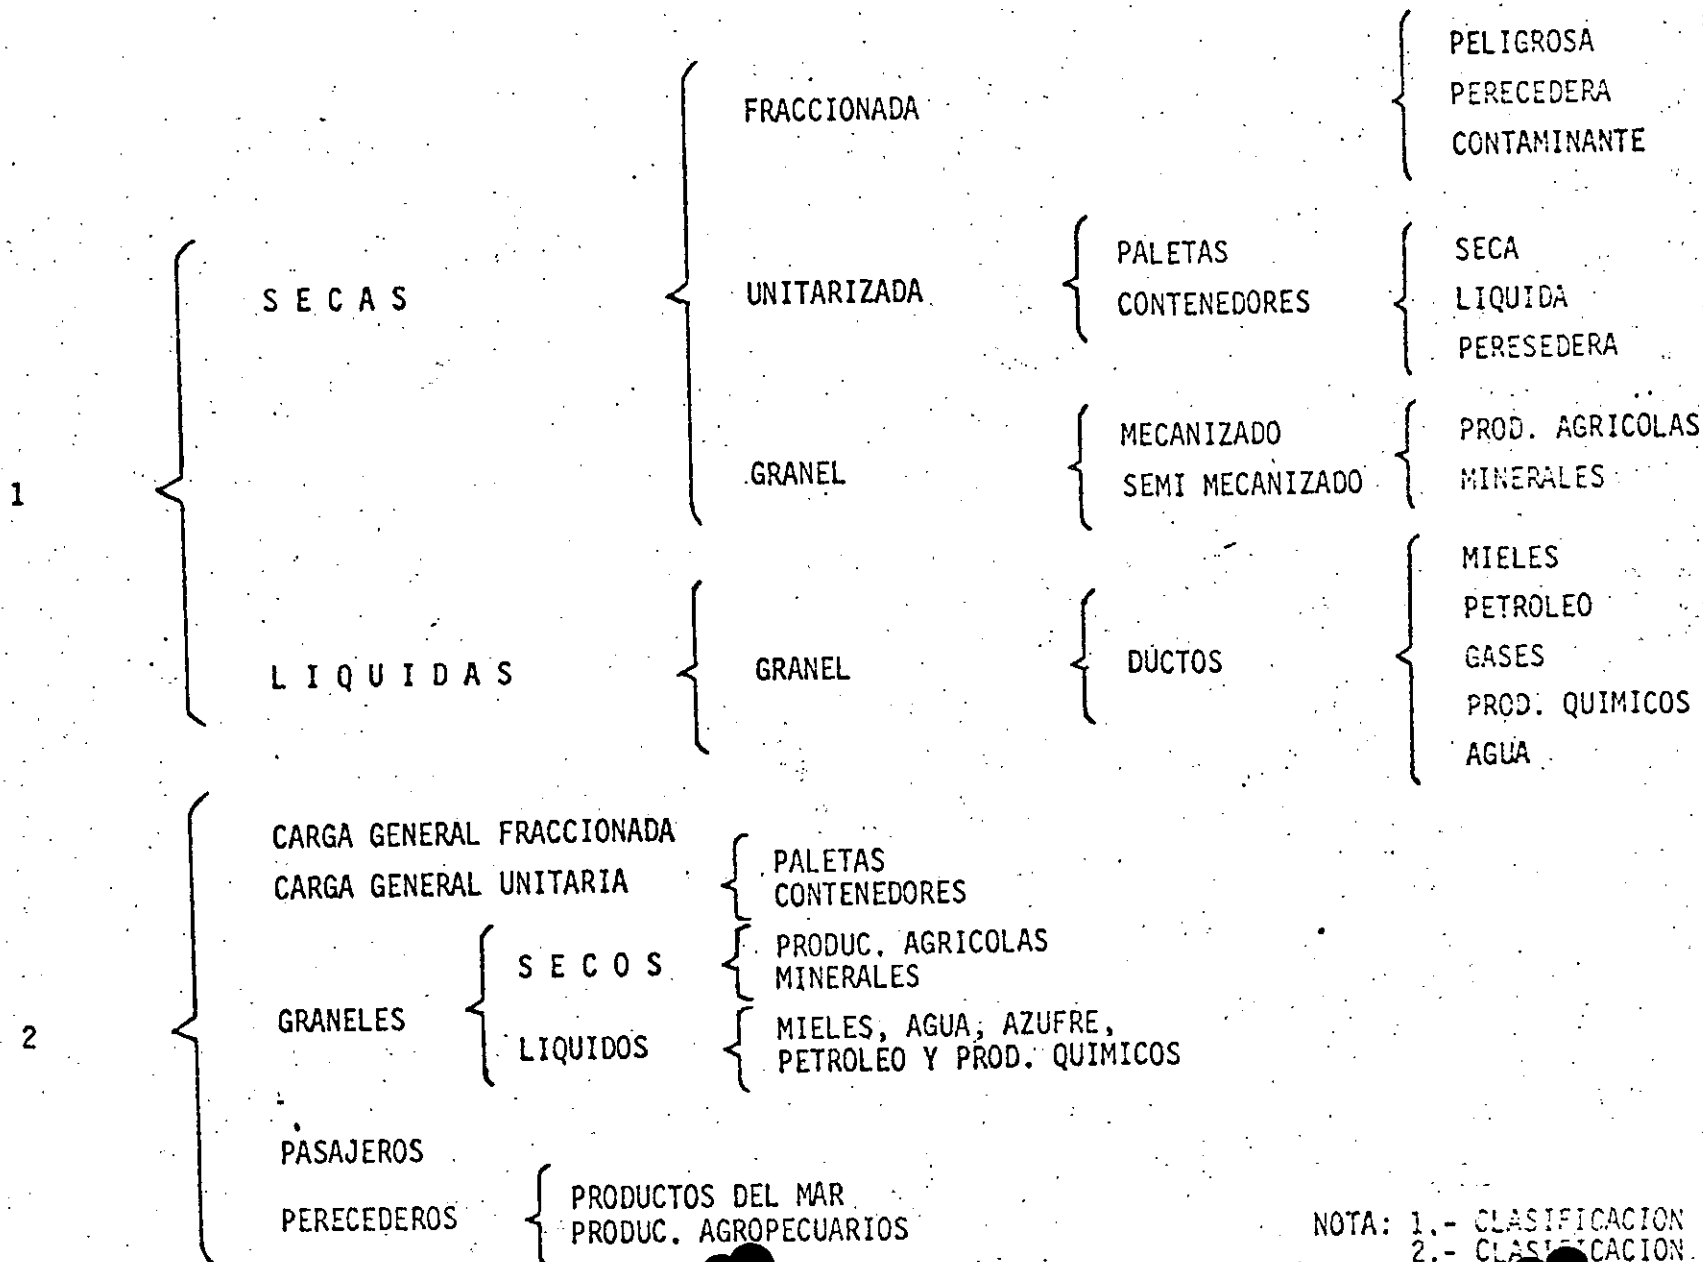 PELIGROSA
FRACCIONADA
PERECEDERA
CONTAMINANTE
1
S E C A S
UNITARIZADA
PALETAS
CONTENEDORES
SECA
LIQUIDA
PERESEDERA
GRANEL
MECANIZADO
SEMI MECANIZADO
PROD. AGRICOLAS
MINERALES
L I Q U I D A S
GRANEL
DUCTOS
MIELES
PETROLEO
GASES
PROD. QUIMICOS
AGUA
2
CARGA GENERAL FRACCIONADA
CARGA GENERAL UNITARIA
PALETAS
CONTENEDORES
GRANELES
S E C O S
PRODUC. AGRICOLAS
MINERALES
LIQUIDOS
MIELES, AGUA, AZUFRE,
PETROLEO Y PROD. QUIMICOS
PASAJEROS
PERECEDEROS
PRODUCTOS DEL MAR
PRODUC. AGROPECUARIOS
NOTA: 1.- CLASIFICACION
2.- CLASIFICACION